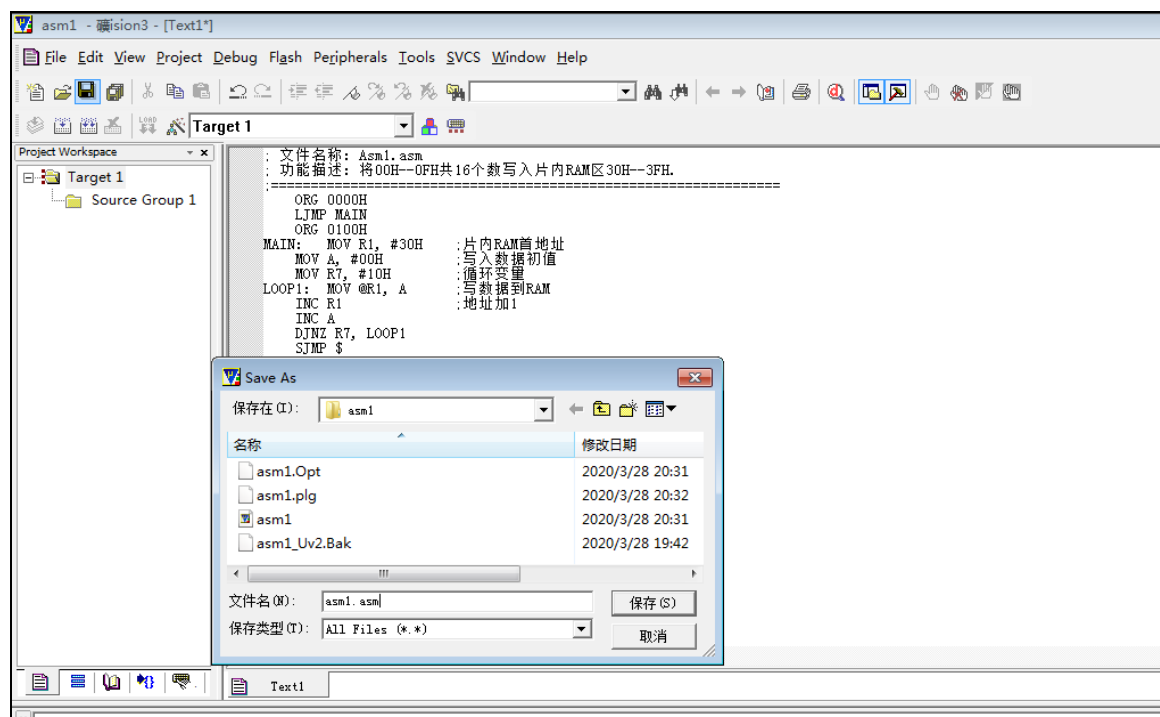 asm1 - 礦ision3 - [Text1*]
File Edit View Project Debug Flash Peripherals Tools SVCS Window Help
Target 1
Project Workspace
Target 1
Source Group 1
; 文件名称: Asm1.asm
; 功能描述: 将00H--0FH共16个数写入片内RAM区30H--3FH.
;================================================================
ORG 0000H
LJMP MAIN
ORG 0100H
MAIN: MOV R1, #30H ;片内RAM首地址
MOV A, #00H ;写入数据初值
MOV R7, #10H ;循环变量
LOOP1: MOV @R1, A ;写数据到RAM
INC R1 ;地址加1
INC A
DJNZ R7, LOOP1
SJMP $
Save As
保存在(I): asm1
名称 修改日期
asm1.Opt 2020/3/28 20:31
asm1.plg 2020/3/28 20:32
asm1 2020/3/28 20:31
asm1_Uv2.Bak 2020/3/28 19:42
文件名(N): asm1.asm 保存(S)
保存类型(T): All Files (*.*) 取消
Text1